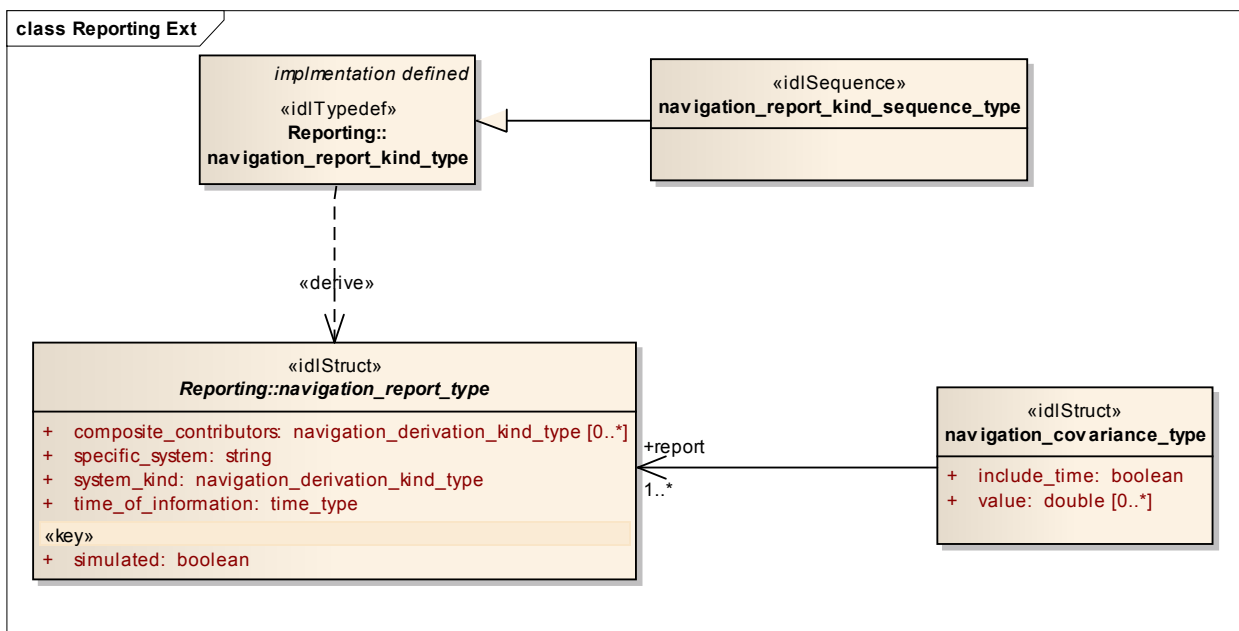 class Reporting Ext
implmentation defined
«idlTypedef»
Reporting::
navigation_report_kind_type
«idlSequence»
navigation_report_kind_sequence_type
«derive»
«idlStruct»
Reporting::navigation_report_type
+ composite_contributors: navigation_derivation_kind_type [0..*]
+ specific_system: string
+ system_kind: navigation_derivation_kind_type
+ time_of_information: time_type
«key»
+ simulated: boolean
+report
1..*
«idlStruct»
navigation_covariance_type
+ include_time: boolean
+ value: double [0..*]